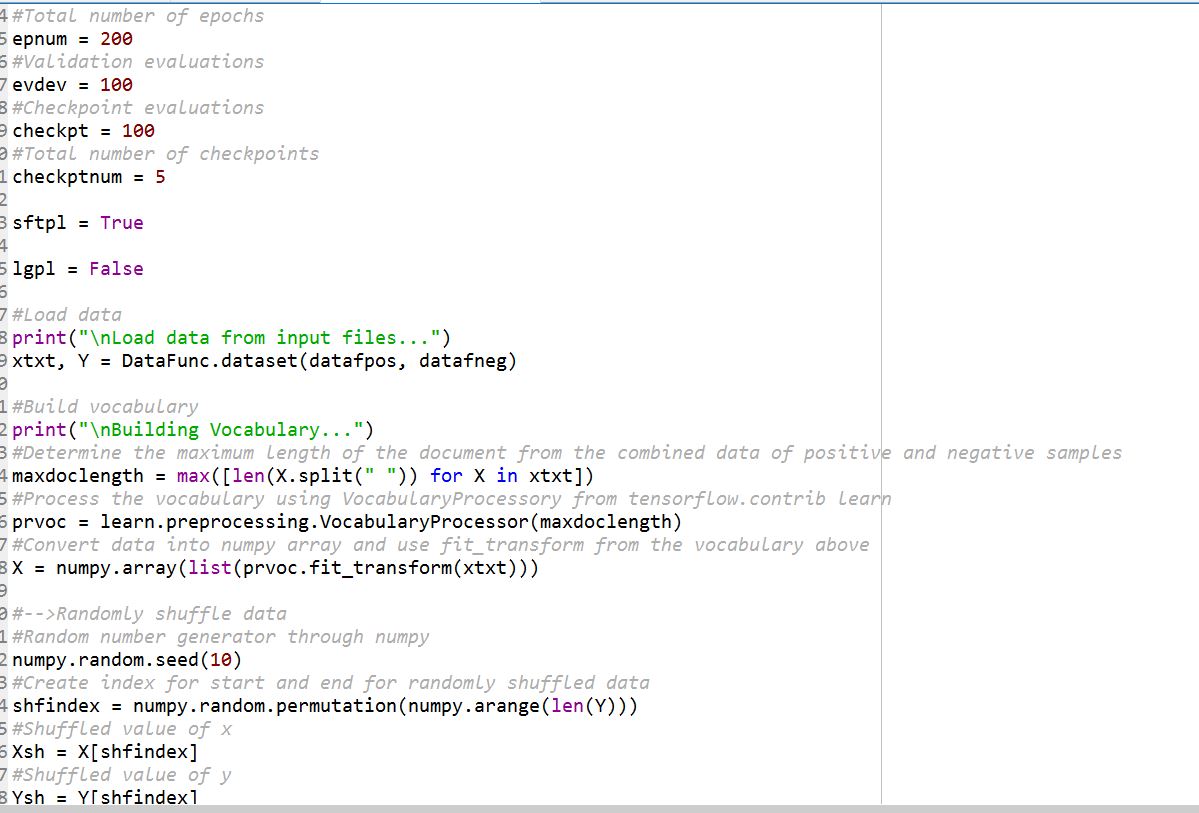 4 #Total number of epochs
5 epnum = 200
6 #Validation evaluations
7 evdev = 100
8 #Checkpoint evaluations
9 checkpt = 100
0 #Total number of checkpoints
1 checkptnum = 5
2
3 sftpl = True
4
5 lgpl = False
6
7 #Load data
8 print("\nLoad data from input files...")
9 xtxt, Y = DataFunc.dataset(datafpos, datafneg)
0
1 #Build vocabulary
2 print("\nBuilding Vocabulary...")
3 #Determine the maximum length of the document from the combined data of positive and negative samples
4 maxdoclength = max([len(X.split(" ")) for X in xtxt])
5 #Process the vocabulary using VocabularyProcessory from tensorflow.contrib learn
6 prvoc = learn.preprocessing.VocabularyProcessor(maxdoclength)
7 #Convert data into numpy array and use fit_transform from the vocabulary above
8 X = numpy.array(list(prvoc.fit_transform(xtxt)))
9
0 #-->Randomly shuffle data
1 #Random number generator through numpy
2 numpy.random.seed(10)
3 #Create index for start and end for randomly shuffled data
4 shfindex = numpy.random.permutation(numpy.arange(len(Y)))
5 #Shuffled value of x
6 Xsh = X[shfindex]
7 #Shuffled value of y
8 Ysh = Y[shfindex]